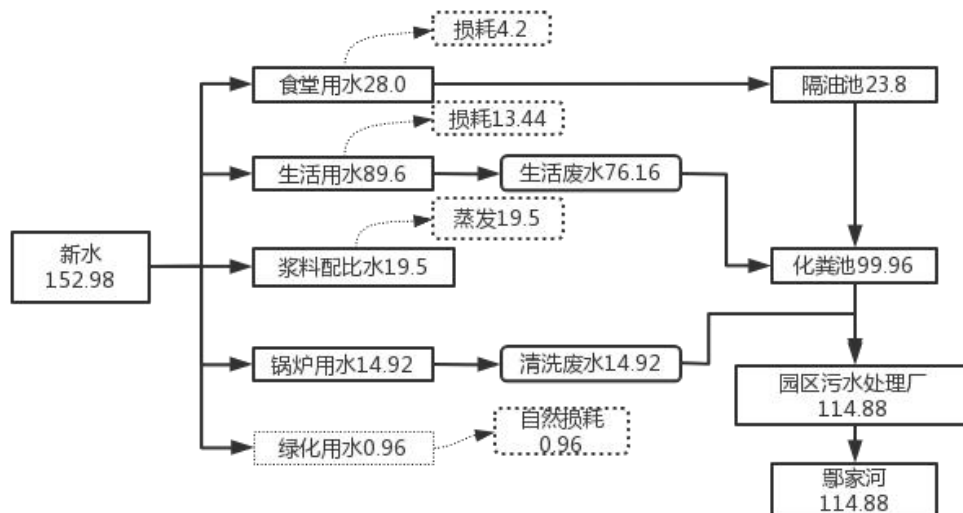 损耗4.2
食堂用水28.0
隔油池23.8
损耗13.44
生活用水89.6
生活废水76.16
蒸发19.5
新水
152.98
浆料配比水19.5
化粪池99.96
锅炉用水14.92
清洗废水14.92
园区污水处理厂
114.88
自然损耗
0.96
绿化用水0.96
鄢家河
114.88